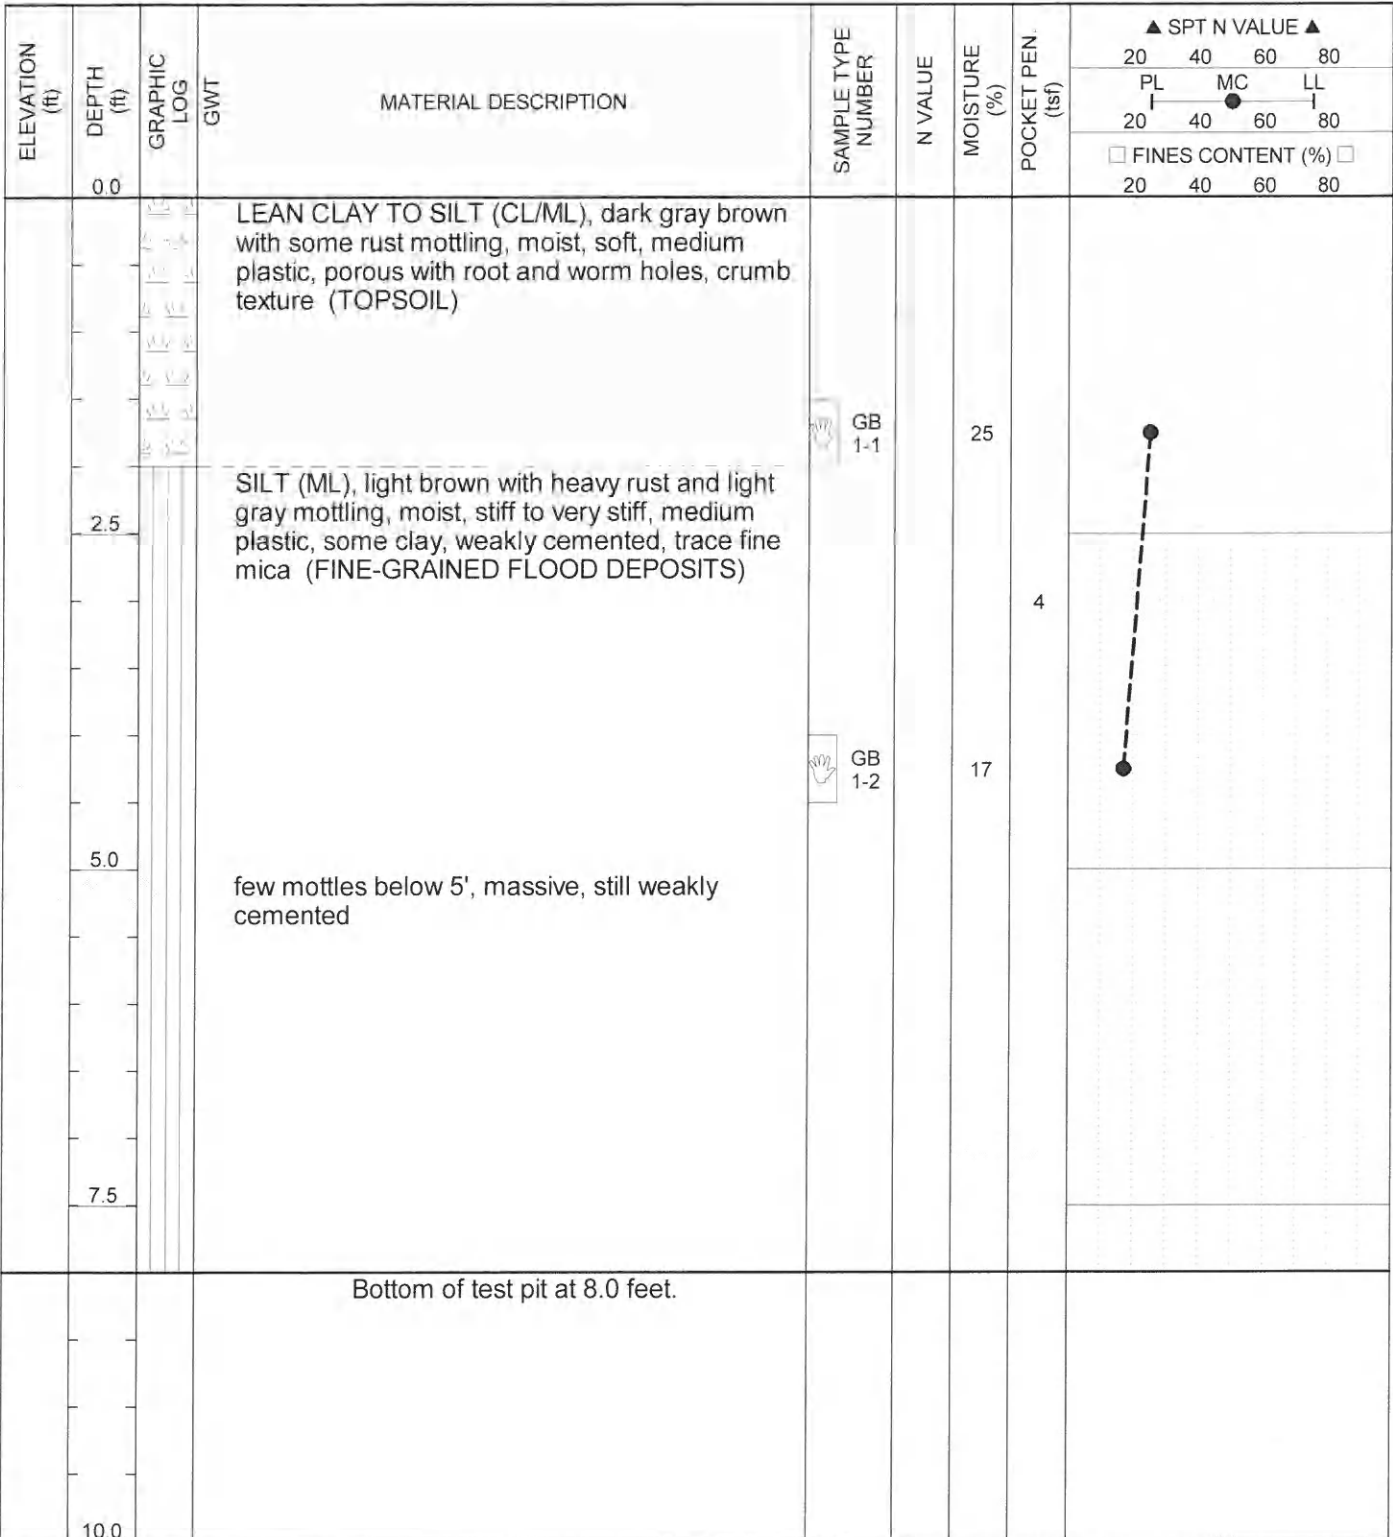 ELEVATION
(ft)
DEPTH
(ft)
GRAPHIC
LOG
GWT
MATERIAL DESCRIPTION
SAMPLE TYPE
NUMBER
N VALUE
MOISTURE
(%)
POCKET PEN.
(tsf)
▲ SPT N VALUE ▲
20 40 60 80
PL MC LL
20 40 60 80
□ FINES CONTENT (%) □
20 40 60 80
0.0
LEAN CLAY TO SILT (CL/ML), dark gray brown
with some rust mottling, moist, soft, medium
plastic, porous with root and worm holes, crumb
texture (TOPSOIL)
GB
1-1
25
SILT (ML), light brown with heavy rust and light
gray mottling, moist, stiff to very stiff, medium
plastic, some clay, weakly cemented, trace fine
mica (FINE-GRAINED FLOOD DEPOSITS)
2.5
4
GB
1-2
17
5.0
few mottles below 5', massive, still weakly
cemented
7.5
Bottom of test pit at 8.0 feet.
10.0